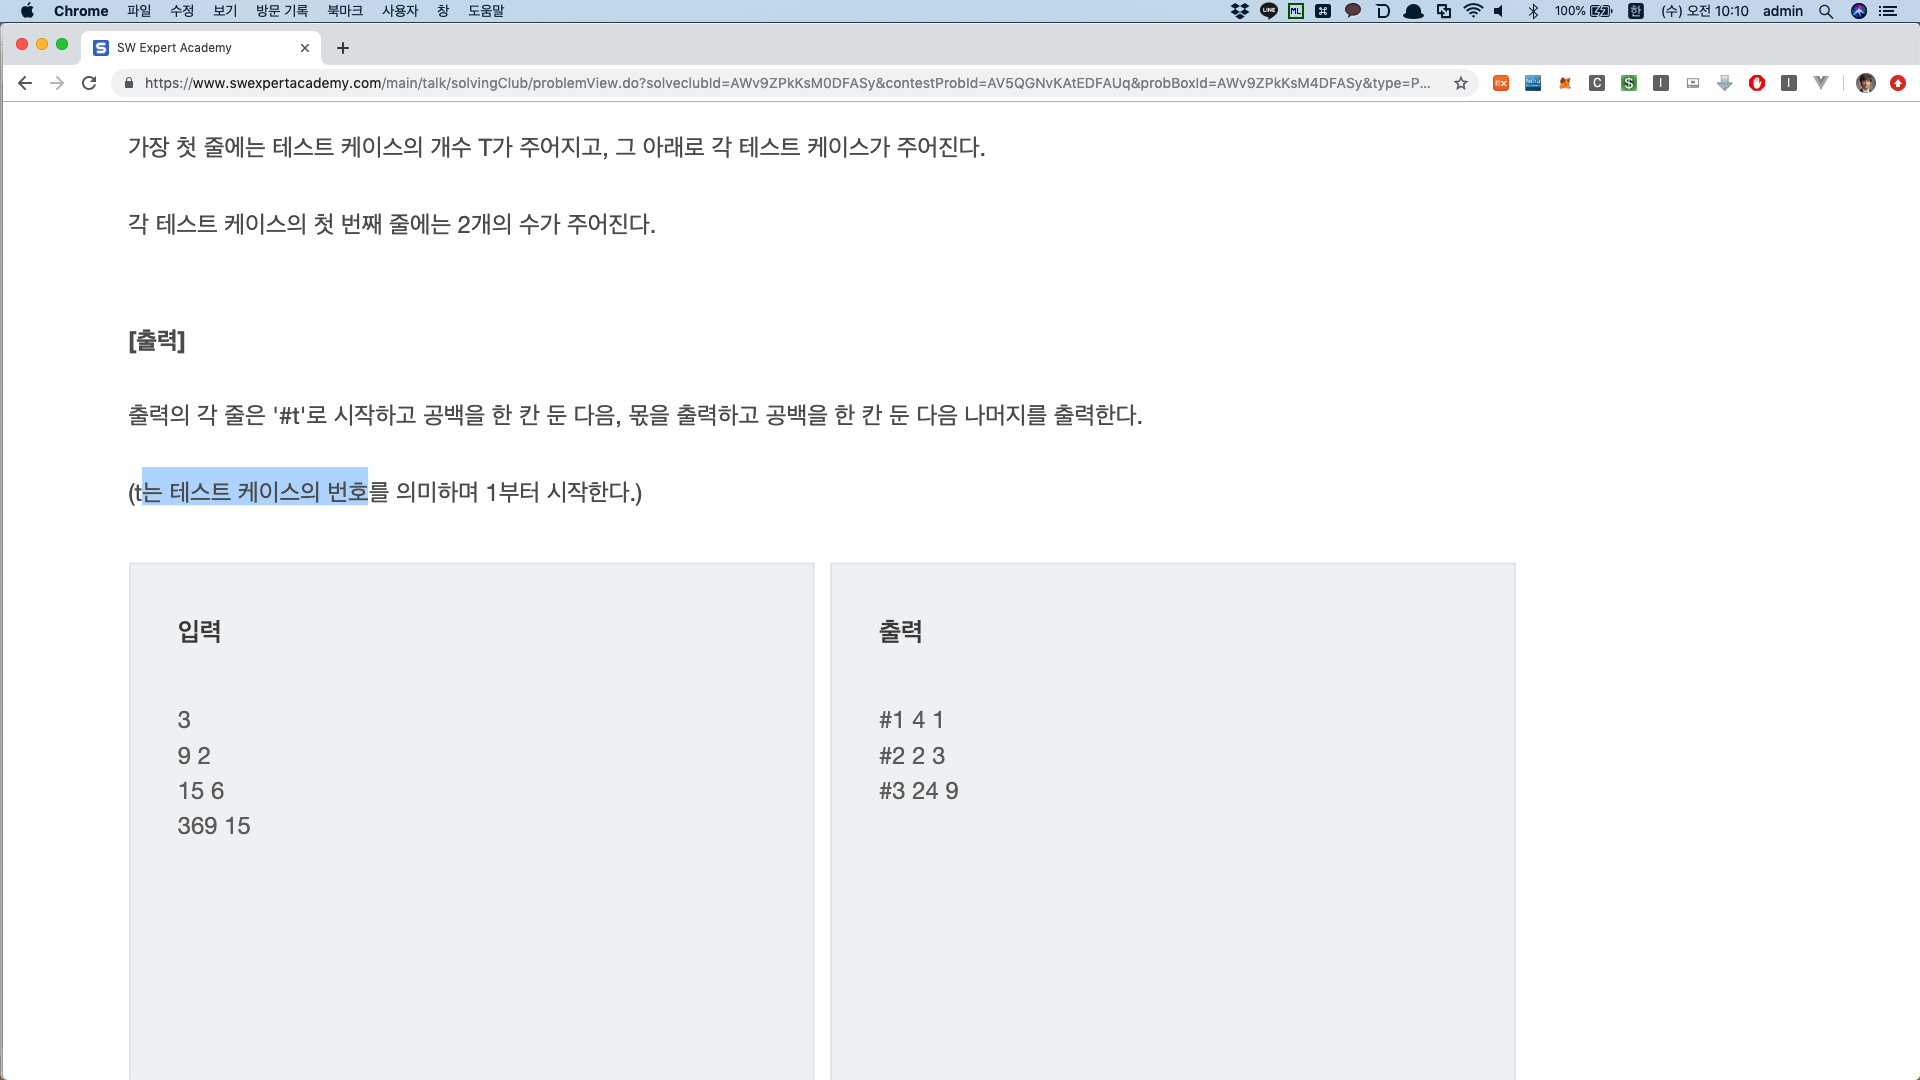 Chrome 파일 수정 보기 방문 기록 북마크 사용자 창 도움말 100% 한 (수) 오전 10:10 admin
SW Expert Academy
https://www.swexpertacademy.com/main/talk/solvingClub/problemView.do?solveclubId=AWv9ZPkKsM0DFASy&contestProbId=AV5QGNvKAtEDFAUq&probBoxId=AWv9ZPkKsM4DFASy&type=P...
가장 첫 줄에는 테스트 케이스의 개수 T가 주어지고, 그 아래로 각 테스트 케이스가 주어진다.
각 테스트 케이스의 첫 번째 줄에는 2개의 수가 주어진다.
[출력]
출력의 각 줄은 '#t'로 시작하고 공백을 한 칸 둔 다음, 몫을 출력하고 공백을 한 칸 둔 다음 나머지를 출력한다.
(t는 테스트 케이스의 번호를 의미하며 1부터 시작한다.)
입력
3
9 2
15 6
369 15
출력
#1 4 1
#2 2 3
#3 24 9